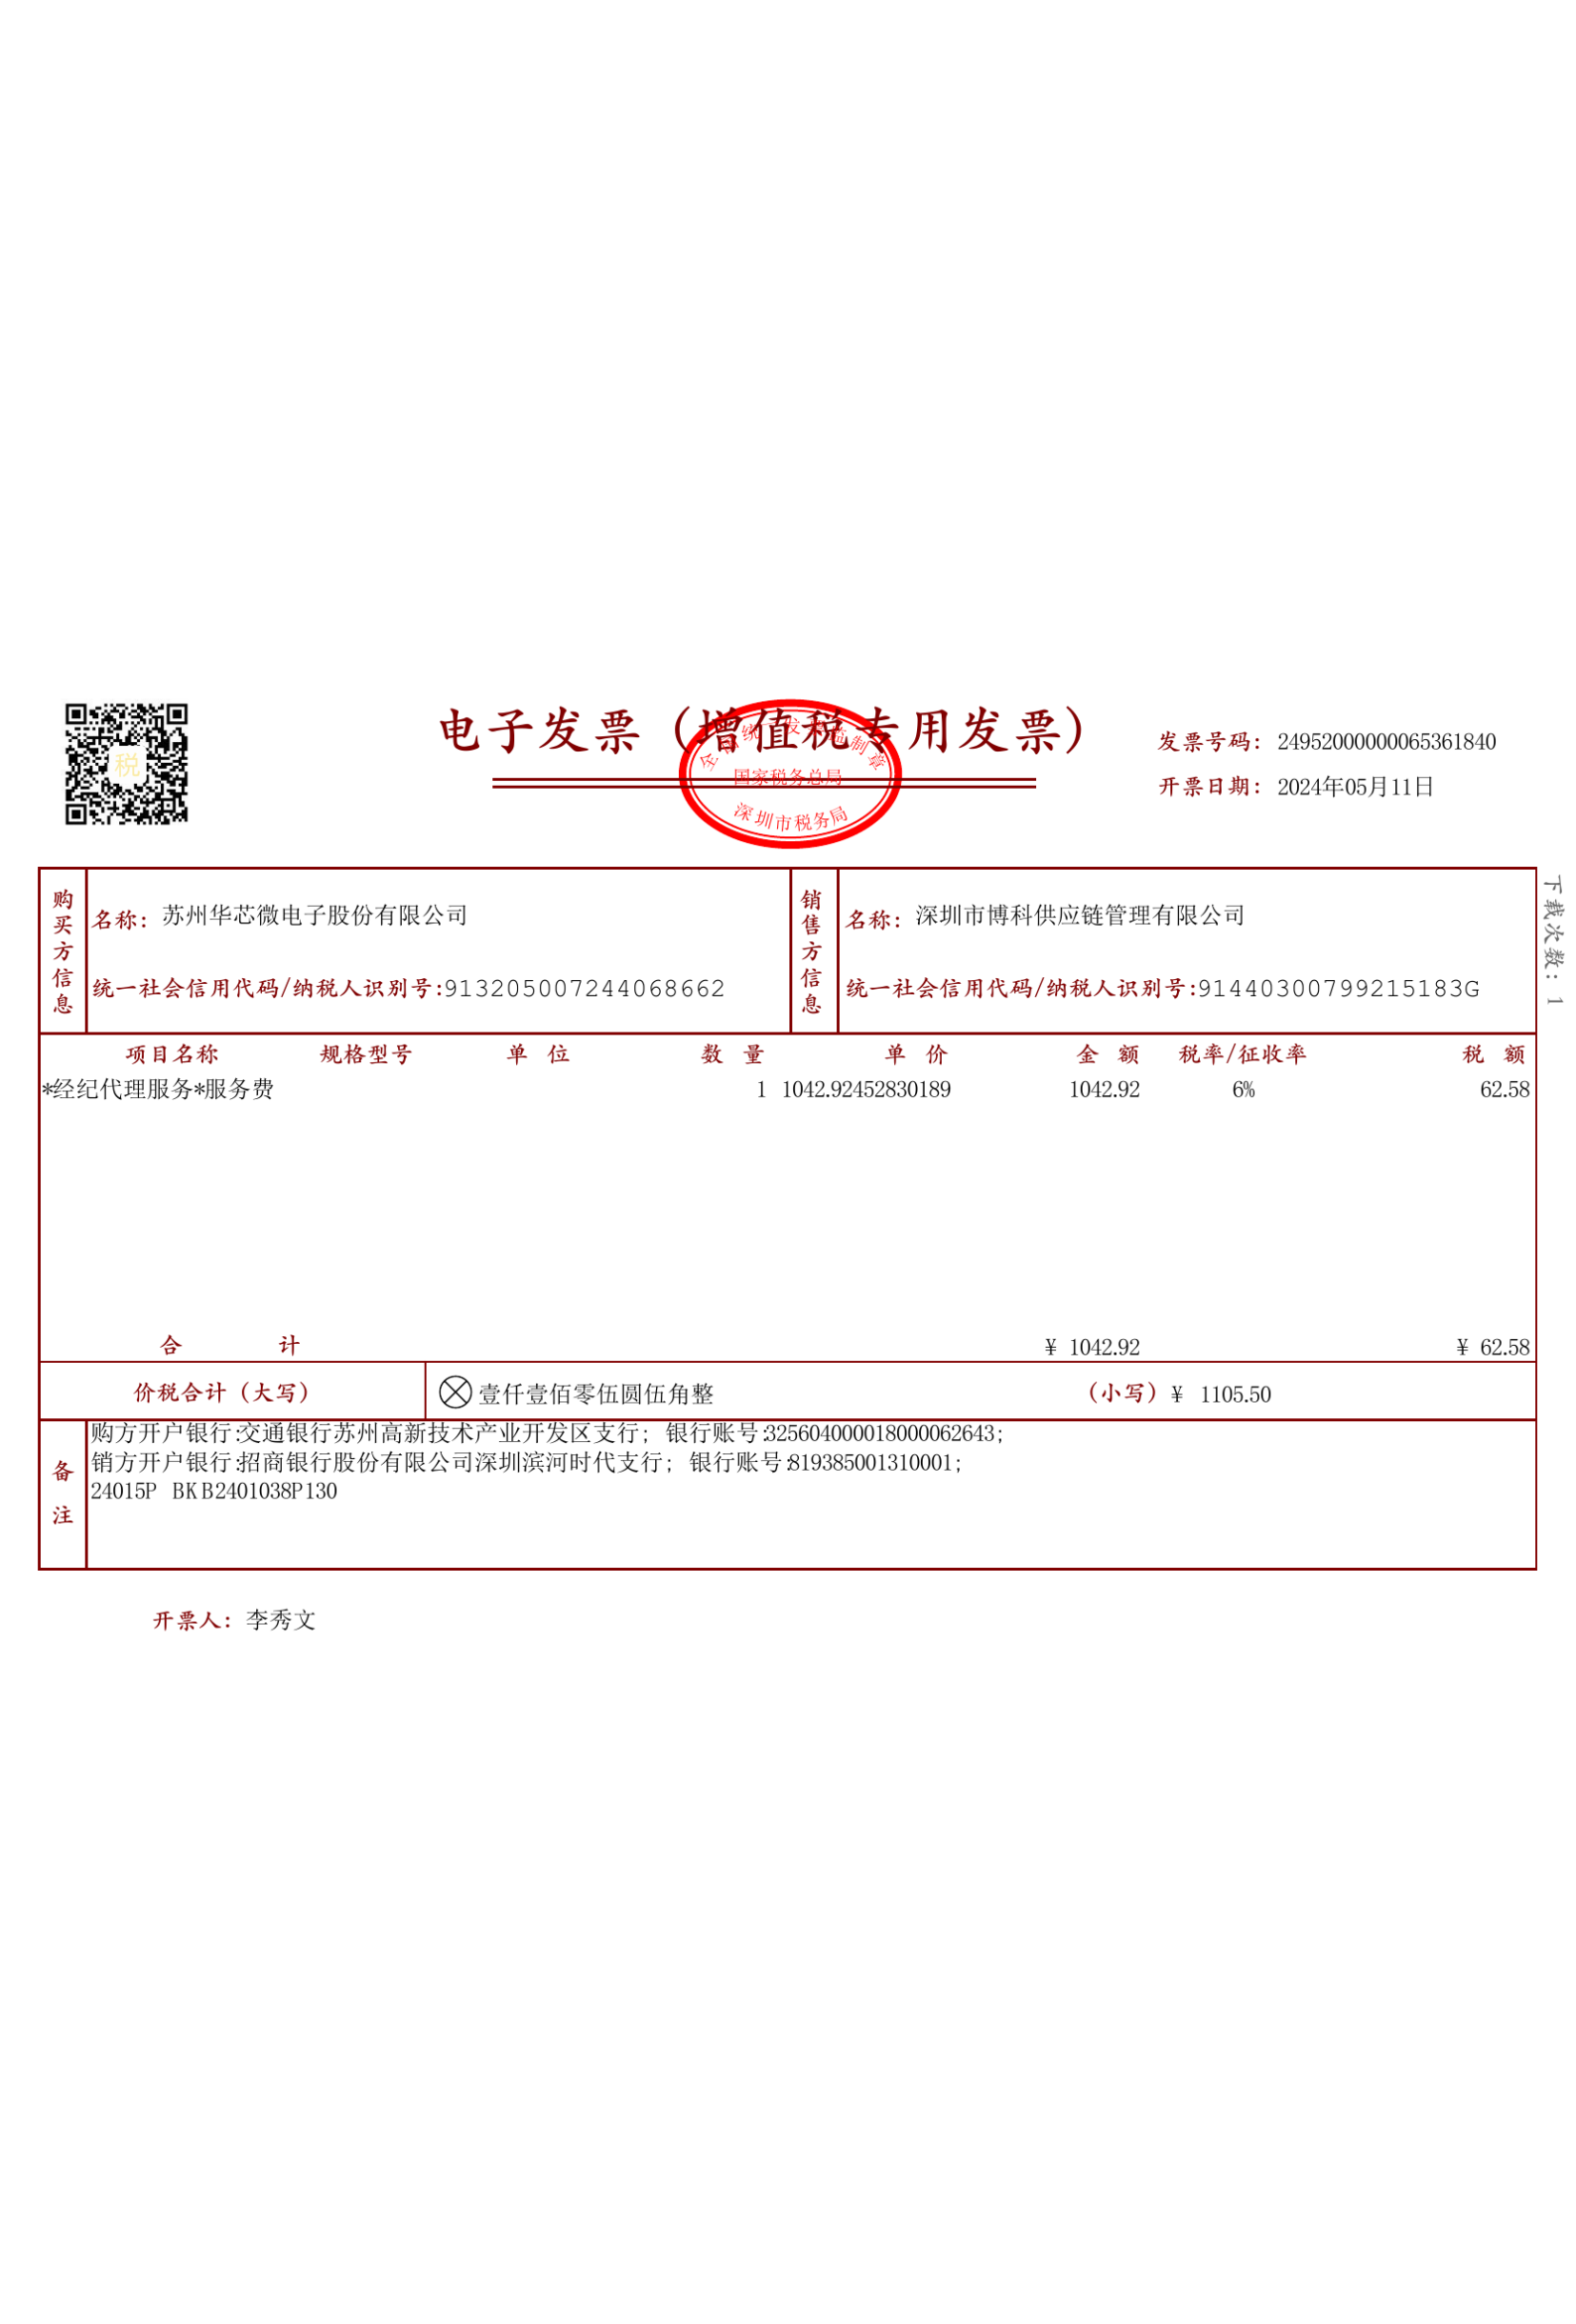 电子发票（增值税专用发票）
全国统一发票监制章
国家税务总局
深圳市税务局
税
发票号码：24952000000065361840
开票日期：2024年05月11日
下载次数：1
购买方信息
名称：苏州华芯微电子股份有限公司
统一社会信用代码/纳税人识别号：913205007244068662
销售方信息
名称：深圳市博科供应链管理有限公司
统一社会信用代码/纳税人识别号：91440300799215183G
项目名称 规格型号 单位 数量 单价 金额 税率/征收率 税额
*经纪代理服务*服务费 1 1042.92452830189 1042.92 6% 62.58
合计 ¥ 1042.92 ¥ 62.58
价税合计（大写） 壹仟壹佰零伍圆伍角整 （小写）¥ 1105.50
备注
购方开户银行:交通银行苏州高新技术产业开发区支行； 银行账号:325604000018000062643；
销方开户银行:招商银行股份有限公司深圳滨河时代支行； 银行账号:819385001310001；
24015P BKB2401038P130
开票人：李秀文